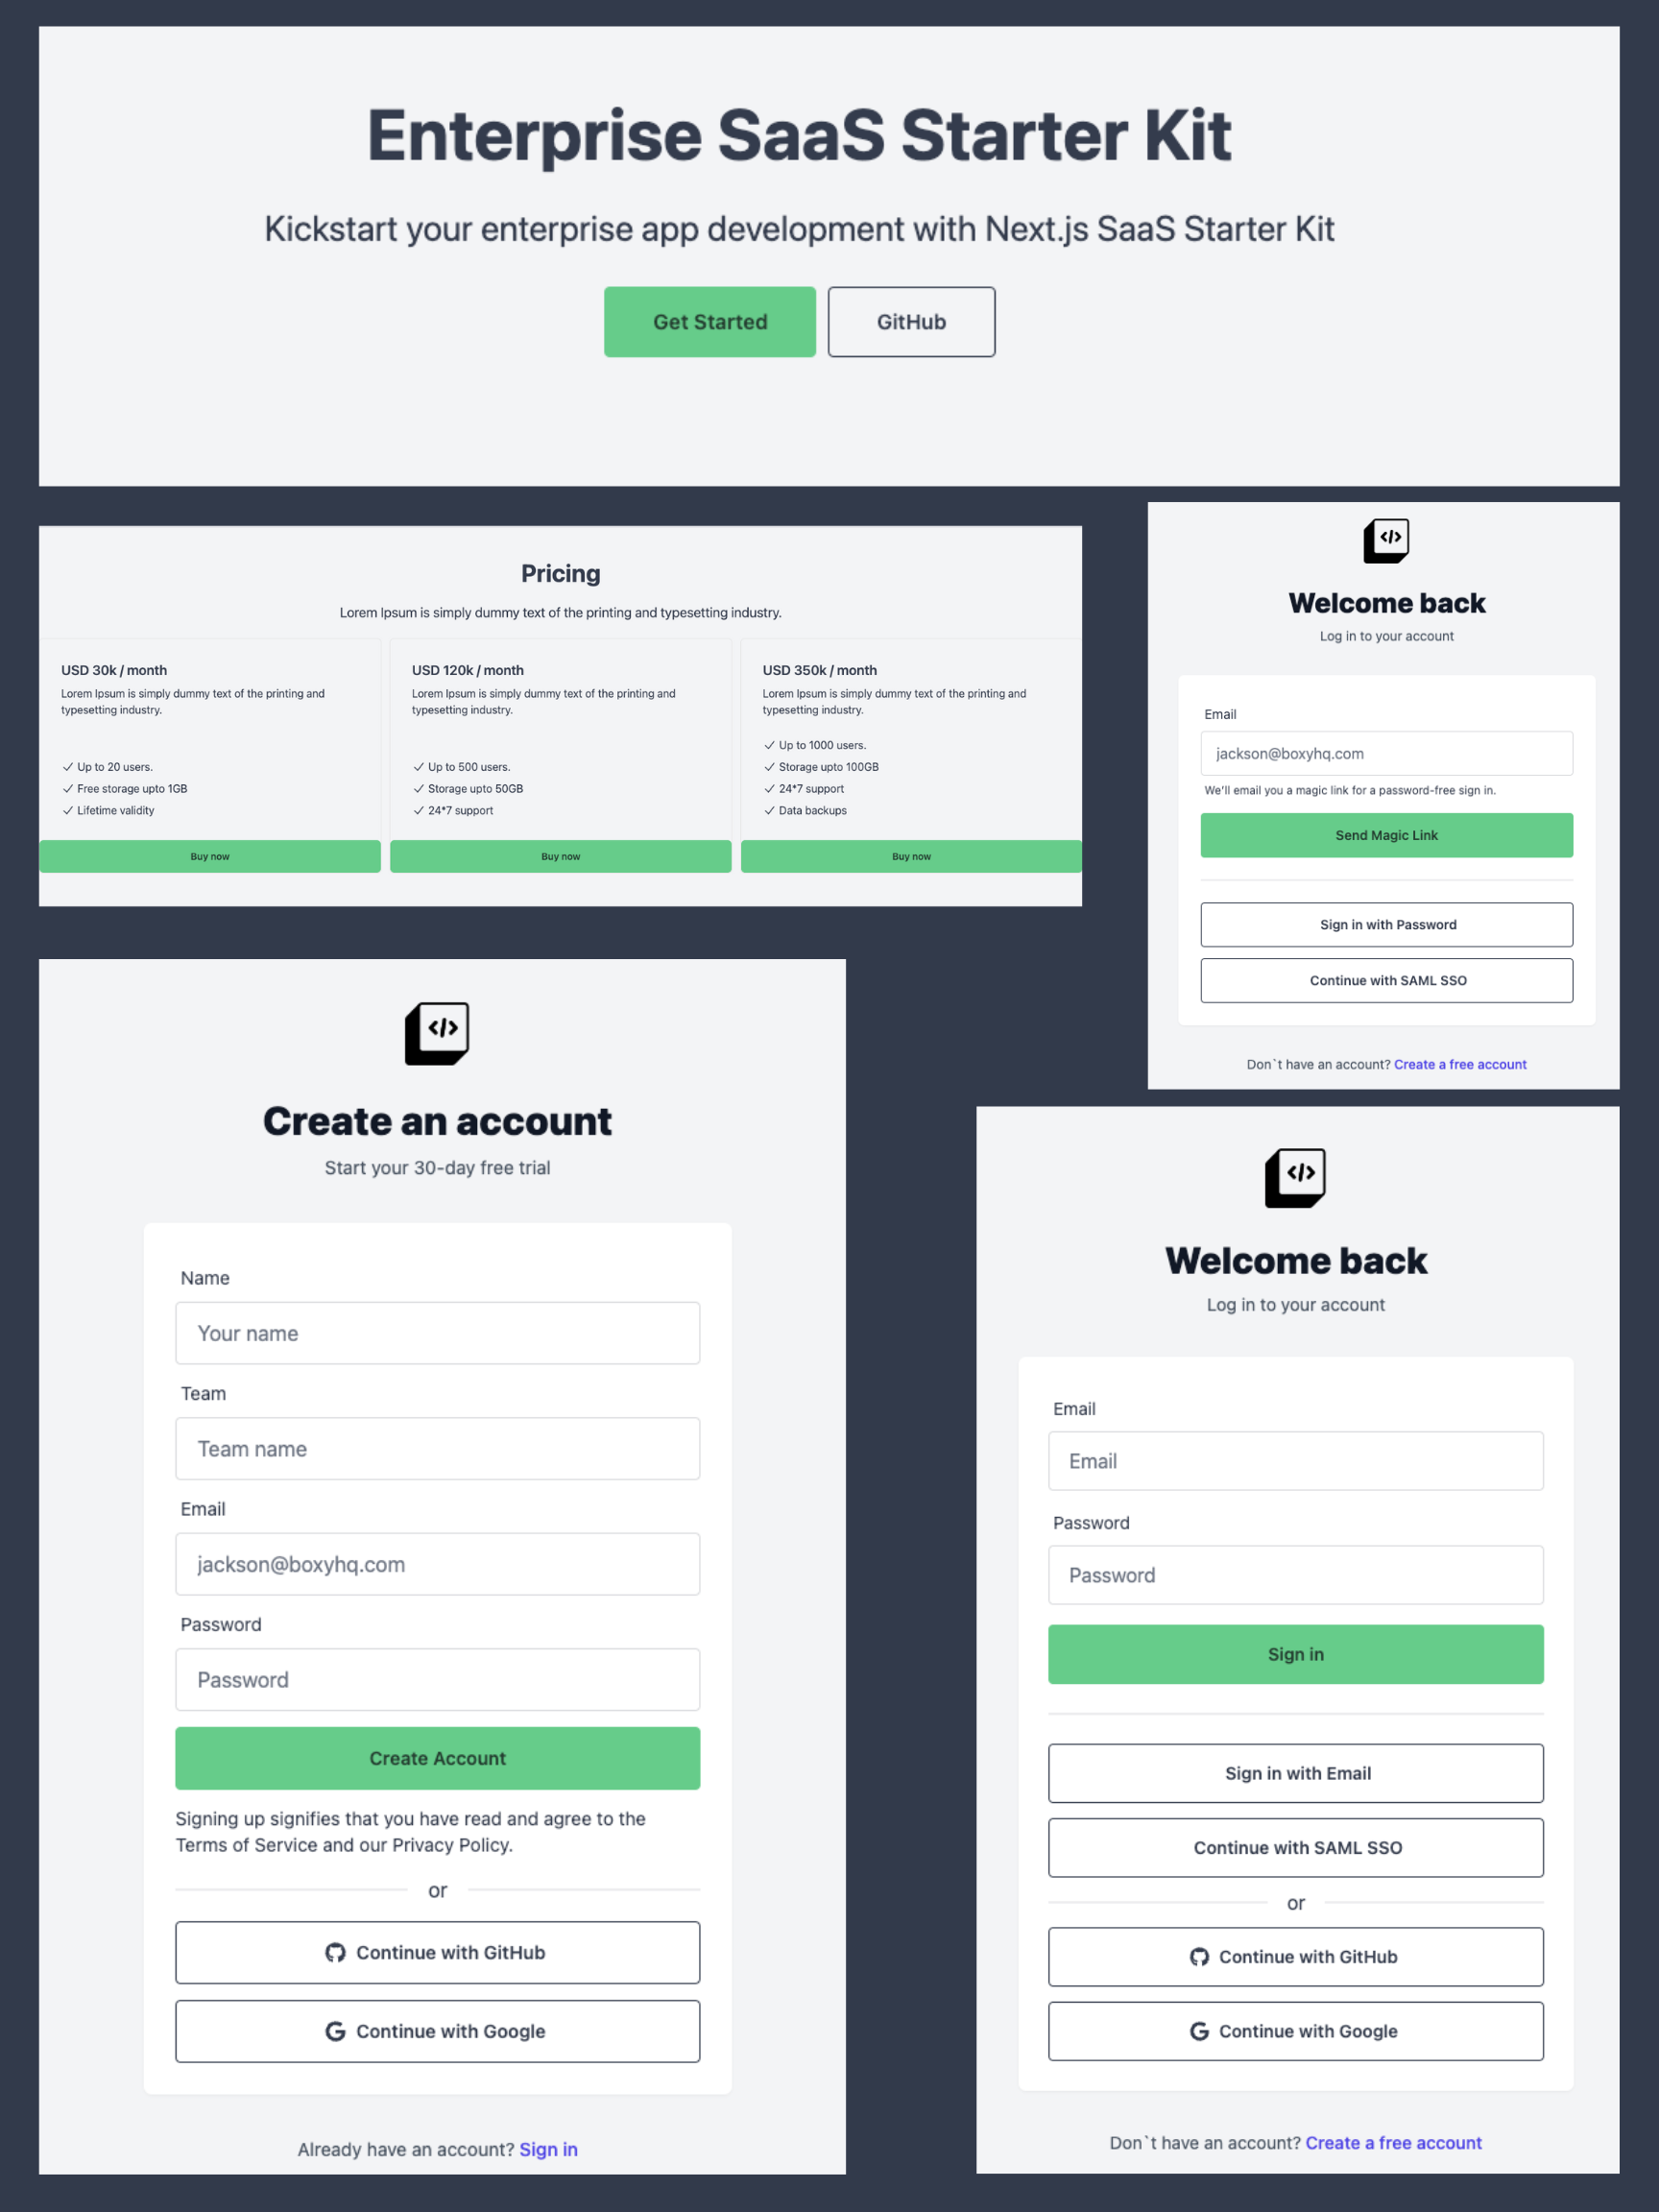 Enterprise SaaS Starter Kit
Kickstart your enterprise app development with Next.js SaaS Starter Kit
Get Started
GitHub
Pricing
Lorem Ipsum is simply dummy text of the printing and typesetting industry.
USD 30k / month
Lorem Ipsum is simply dummy text of the printing and
typesetting industry.
Up to 20 users.
Free storage upto 1GB
Lifetime validity
Buy now
USD 120k / month
Lorem Ipsum is simply dummy text of the printing and
typesetting industry.
Up to 500 users.
Storage upto 50GB
24*7 support
Buy now
USD 350k / month
Lorem Ipsum is simply dummy text of the printing and
typesetting industry.
Up to 1000 users.
Storage upto 100GB
24*7 support
Data backups
Buy now
</>
Welcome back
Log in to your account
Email
jackson@boxyhq.com
We'll email you a magic link for a password-free sign in.
Send Magic Link
Sign in with Password
Continue with SAML SSO
Don`t have an account? Create a free account
</>
Create an account
Start your 30-day free trial
Name
Your name
Team
Team name
Email
jackson@boxyhq.com
Password
Password
Create Account
Signing up signifies that you have read and agree to the
Terms of Service and our Privacy Policy.
or
Continue with GitHub
Continue with Google
Already have an account? Sign in
</>
Welcome back
Log in to your account
Email
Email
Password
Password
Sign in
Sign in with Email
Continue with SAML SSO
or
Continue with GitHub
Continue with Google
Don`t have an account? Create a free account